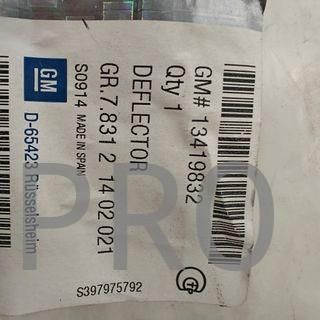 GM# 13419832
Qty 1
DEFLECTOR
GR.7.831 2 14 02 021
S0914 MADE IN SPAIN
GM
D-65423 Rüsselsheim
S397975792
PRO